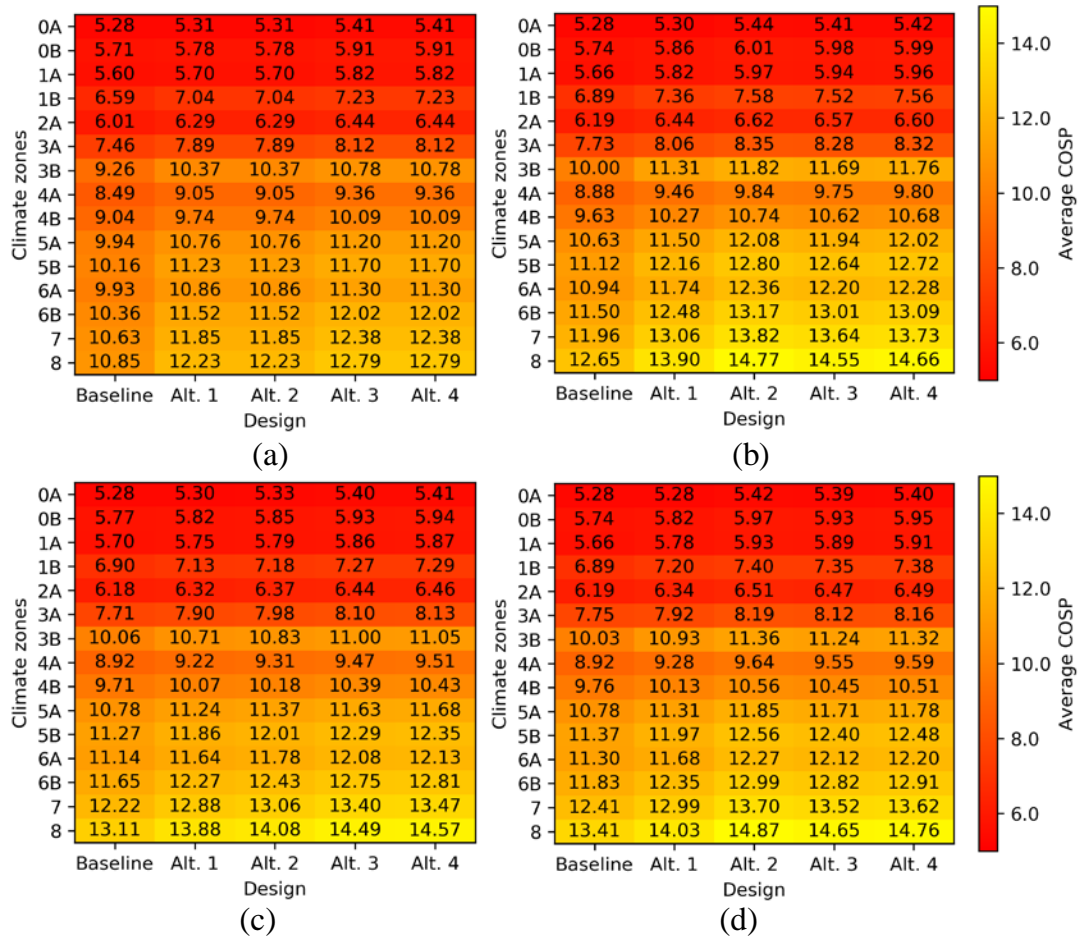 0A 5.28 5.31 5.31 5.41 5.41
0B 5.71 5.78 5.78 5.91 5.91
1A 5.60 5.70 5.70 5.82 5.82
1B 6.59 7.04 7.04 7.23 7.23
2A 6.01 6.29 6.29 6.44 6.44
3A 7.46 7.89 7.89 8.12 8.12
3B 9.26 10.37 10.37 10.78 10.78
4A 8.49 9.05 9.05 9.36 9.36
4B 9.04 9.74 9.74 10.09 10.09
5A 9.94 10.76 10.76 11.20 11.20
5B 10.16 11.23 11.23 11.70 11.70
6A 9.93 10.86 10.86 11.30 11.30
6B 10.36 11.52 11.52 12.02 12.02
7 10.63 11.85 11.85 12.38 12.38
8 10.85 12.23 12.23 12.79 12.79
Climate zones
Baseline Alt. 1 Alt. 2 Alt. 3 Alt. 4
Design
(a)
5.28 5.30 5.44 5.41 5.42
0B 5.74 5.86 6.01 5.98 5.99
1A 5.66 5.82 5.97 5.94 5.96
1B 6.89 7.36 7.58 7.52 7.56
2A 6.19 6.44 6.62 6.57 6.60
3A 7.73 8.06 8.35 8.28 8.32
3B 10.00 11.31 11.82 11.69 11.76
4A 8.88 9.46 9.84 9.75 9.80
4B 9.63 10.27 10.74 10.62 10.68
5A 10.63 11.50 12.08 11.94 12.02
5B 11.12 12.16 12.80 12.64 12.72
6A 10.94 11.74 12.36 12.20 12.28
6B 11.50 12.48 13.17 13.01 13.09
7 11.96 13.06 13.82 13.64 13.73
8 12.65 13.90 14.77 14.55 14.66
Climate zones
Baseline Alt. 1 Alt. 2 Alt. 3 Alt. 4
Design
(b)
14.0
10.0
8.0
6.0
Average COSP
0A 5.28 5.30 5.33 5.40 5.41
0B 5.77 5.82 5.85 5.93 5.94
1A 5.70 5.75 5.79 5.86 5.87
1B 6.90 7.13 7.18 7.27 7.29
2A 6.18 6.32 6.37 6.44 6.46
3A 7.71 7.90 7.98 8.10 8.13
3B 10.06 10.71 10.83 11.00 11.05
4A 8.92 9.22 9.31 9.47 9.51
4B 9.71 10.07 10.18 10.39 10.43
5A 10.78 11.24 11.37 11.63 11.68
5B 11.27 11.86 12.01 12.29 12.35
6A 11.14 11.64 11.78 12.08 12.13
6B 11.65 12.27 12.43 12.75 12.81
7 12.22 12.88 13.06 13.40 13.47
8 13.11 13.88 14.08 14.49 14.57
Climate zones
Baseline Alt. 1 Alt. 2 Alt. 3 Alt. 4
Design
(c)
0A 5.28 5.28 5.42 5.39 5.40
0B 5.74 5.82 5.97 5.93 5.95
1A 5.66 5.78 5.93 5.89 5.91
1B 6.89 7.20 7.40 7.35 7.38
2A 6.19 6.34 6.51 6.47 6.49
3A 7.75 7.92 8.19 8.12 8.16
3B 10.03 10.93 11.36 11.24 11.32
4A 8.92 9.28 9.64 9.55 9.59
4B 9.76 10.13 10.56 10.45 10.51
5A 10.78 11.31 11.85 11.71 11.78
5B 11.37 11.97 12.56 12.40 12.48
6A 11.30 11.68 12.27 12.12 12.20
6B 11.83 12.35 12.99 12.82 12.91
7 12.41 12.99 13.70 13.52 13.62
8 13.41 14.03 14.87 14.65 14.76
Climate zones
Baseline Alt. 1 Alt. 2 Alt. 3 Alt. 4
Design
(d)
14.0
10.0
8.0
6.0
Average COSP